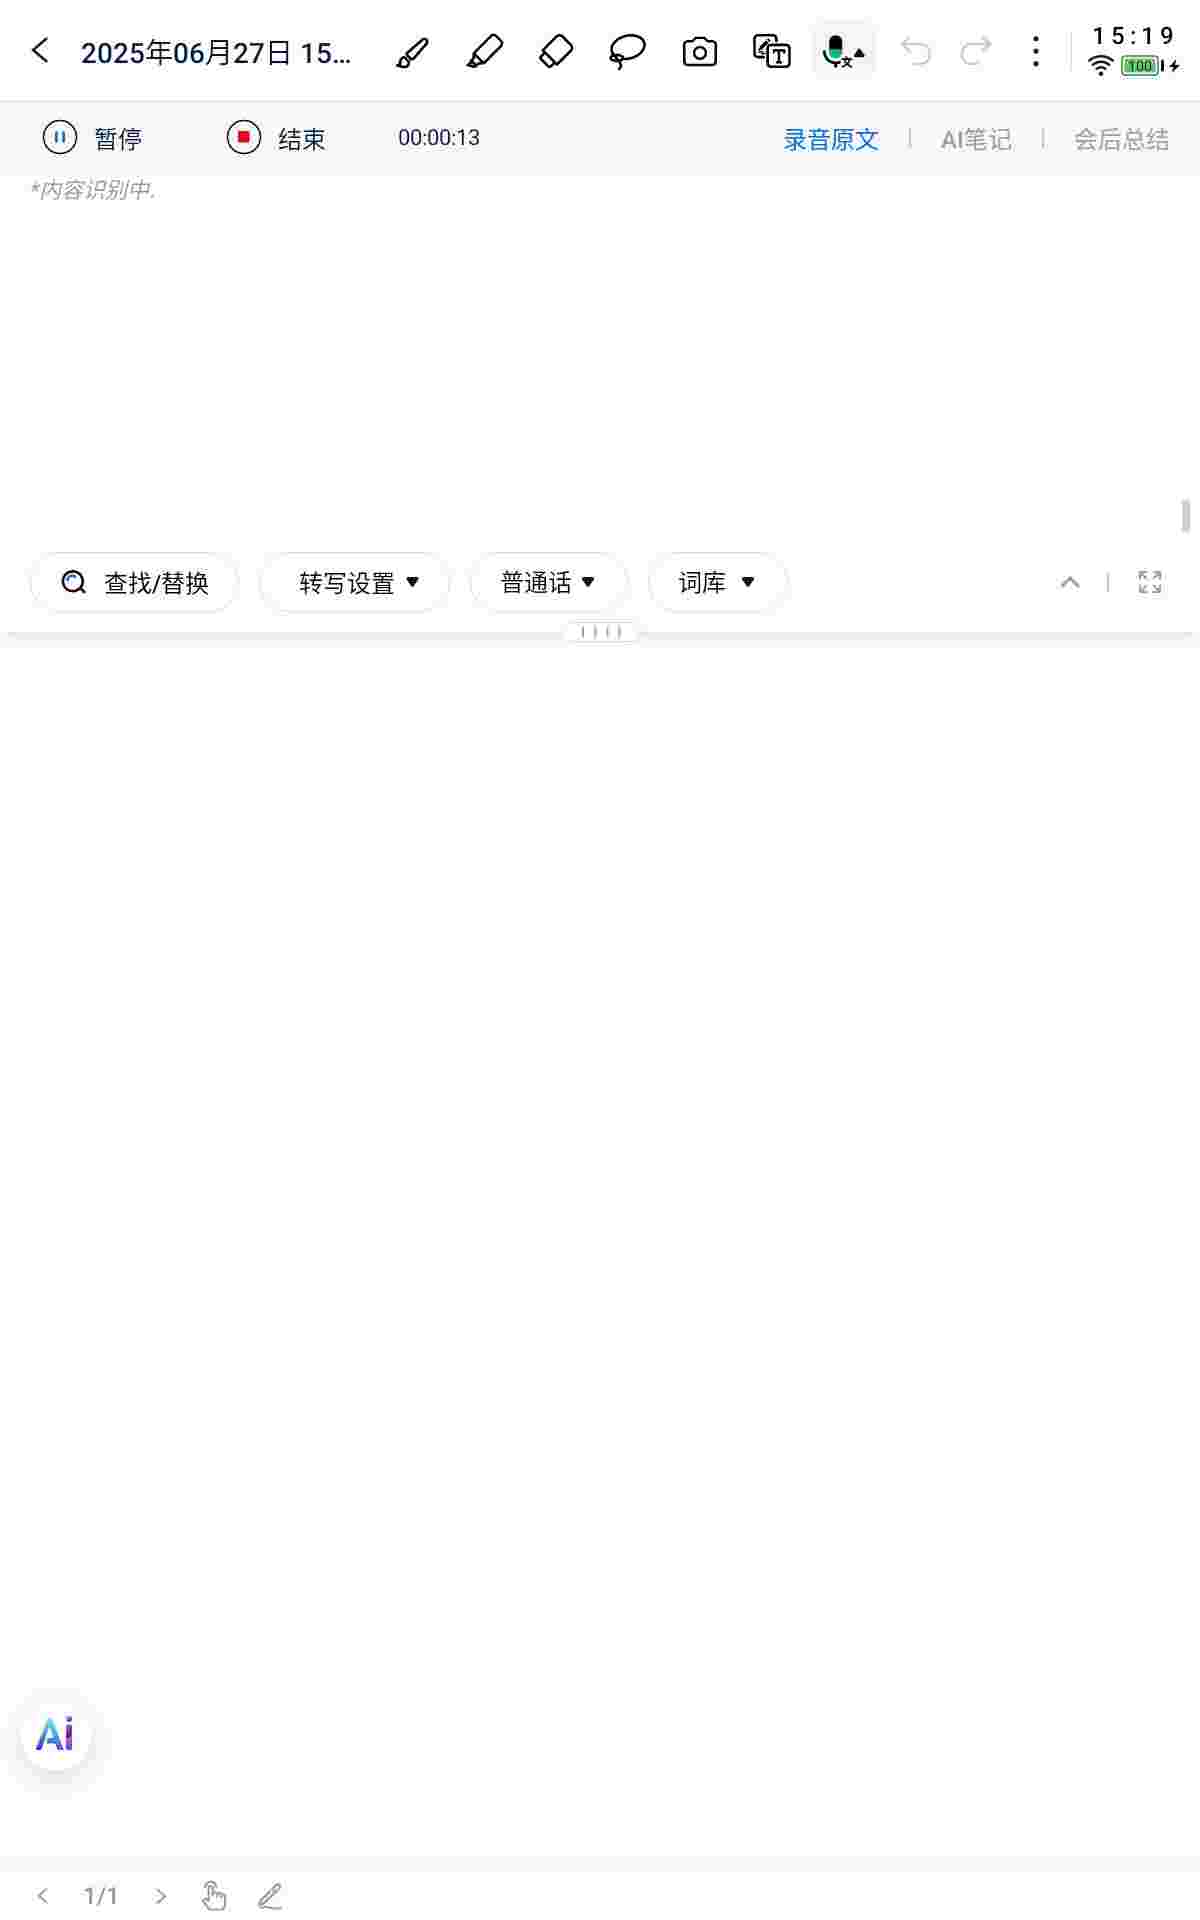 2025年06月27日 15...
15:19
100
暂停 结束 00:00:13 录音原文 AI笔记 会后总结
*内容识别中.
查找/替换 转写设置 普通话 词库
Ai
1/1